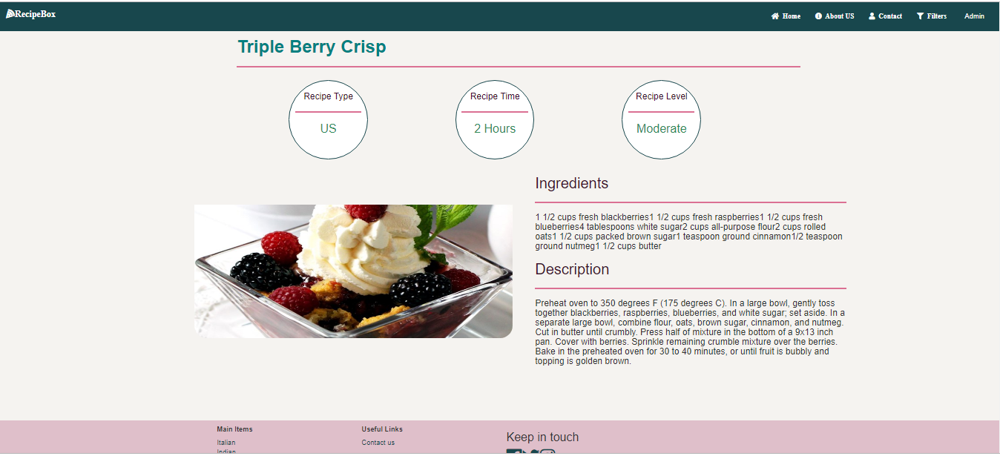 RecipeBox
Home
About US
Contact
Filters
Admin
Triple Berry Crisp
Recipe Type
US
Recipe Time
2 Hours
Recipe Level
Moderate
Ingredients
1 1/2 cups fresh blackberries1 1/2 cups fresh raspberries1 1/2 cups fresh
blueberries4 tablespoons white sugar2 cups all-purpose flour2 cups rolled
oats1 1/2 cups packed brown sugar1 teaspoon ground cinnamon1/2 teaspoon
ground nutmeg1 1/2 cups butter
Description
Preheat oven to 350 degrees F (175 degrees C). In a large bowl, gently toss
together blackberries, raspberries, blueberries, and white sugar; set aside. In a
separate large bowl, combine flour, oats, brown sugar, cinnamon, and nutmeg.
Cut in butter until crumbly. Press half of mixture in the bottom of a 9x13 inch
pan. Cover with berries. Sprinkle remaining crumble mixture over the berries.
Bake in the preheated oven for 30 to 40 minutes, or until fruit is bubbly and
topping is golden brown.
Main Items
Italian
Indian
Useful Links
Contact us
Keep in touch